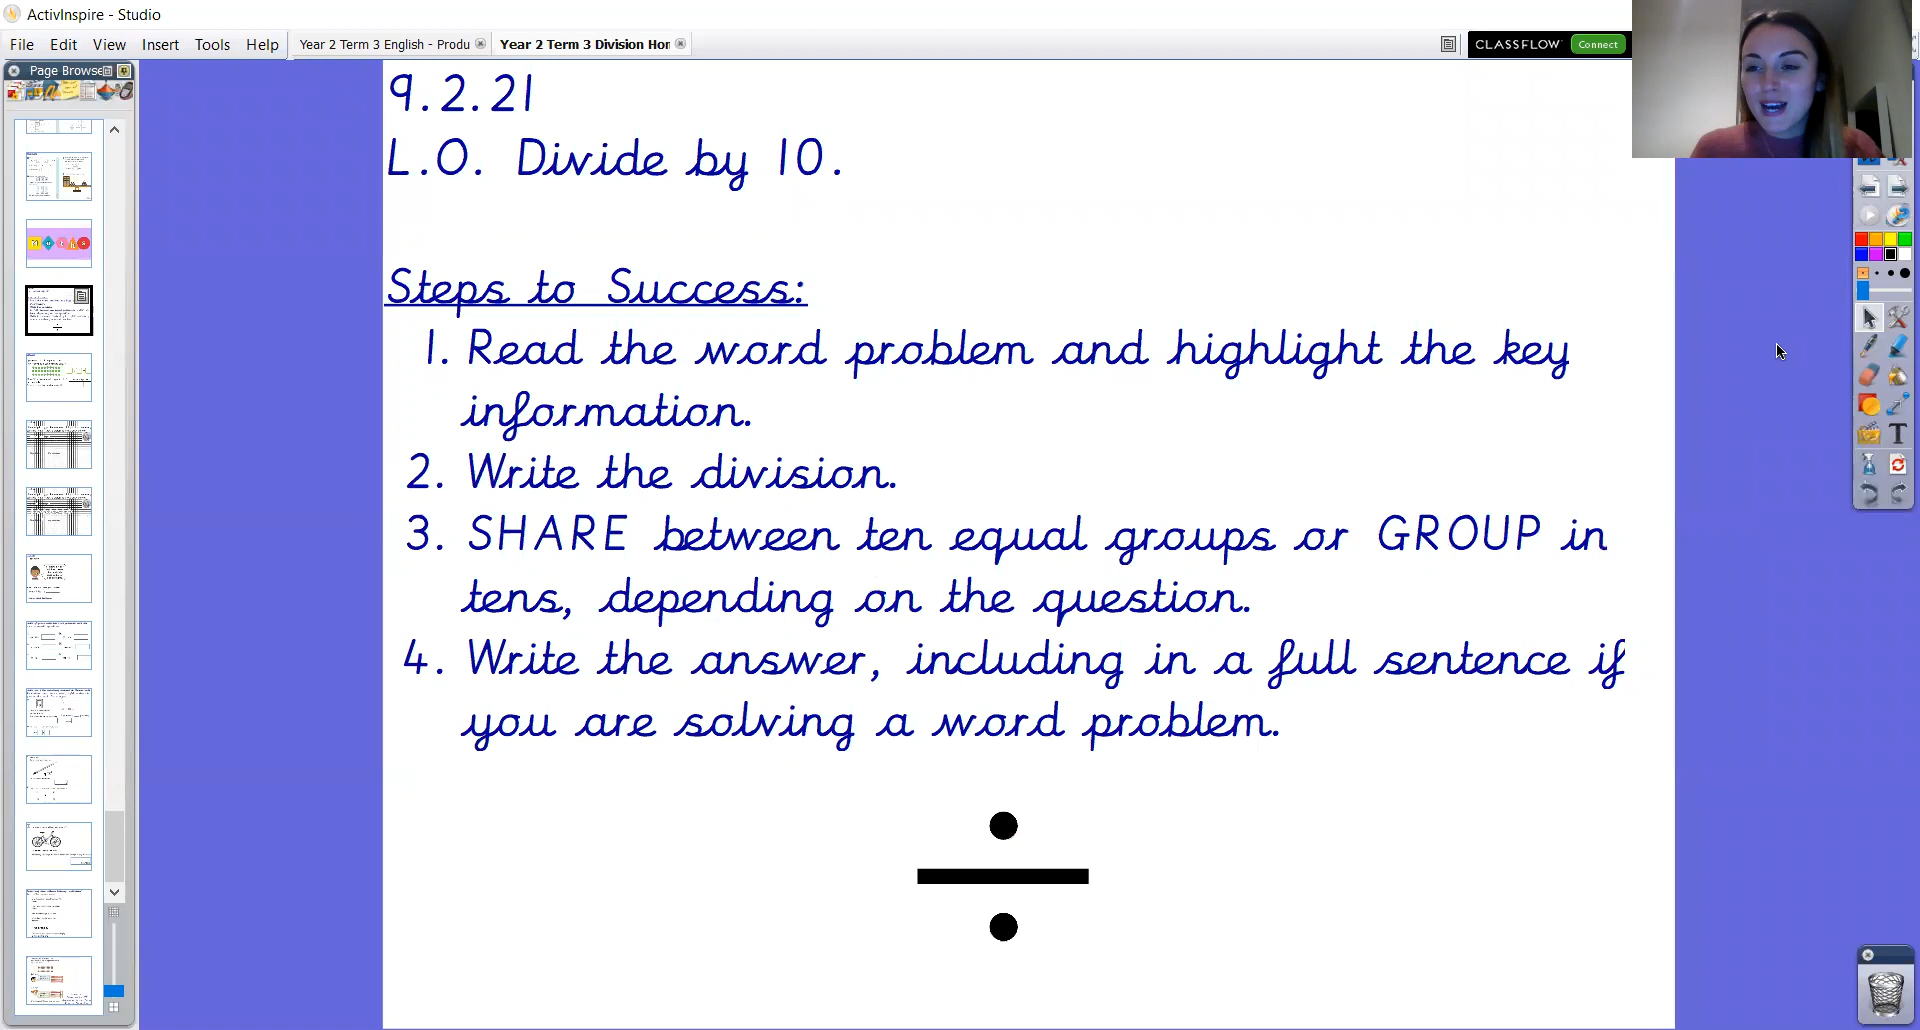 ActivInspire - Studio
File Edit View Insert Tools Help
Year 2 Term 3 English - Produ
Year 2 Term 3 Division Hor
CLASSFLOW Connect
Page Browse
9.2.21
L.O. Divide by 10.
Steps to Success:
1. Read the word problem and highlight the key
information.
2. Write the division.
3. SHARE between ten equal groups or GROUP in
tens, depending on the question.
4. Write the answer, including in a full sentence if
you are solving a word problem.
÷